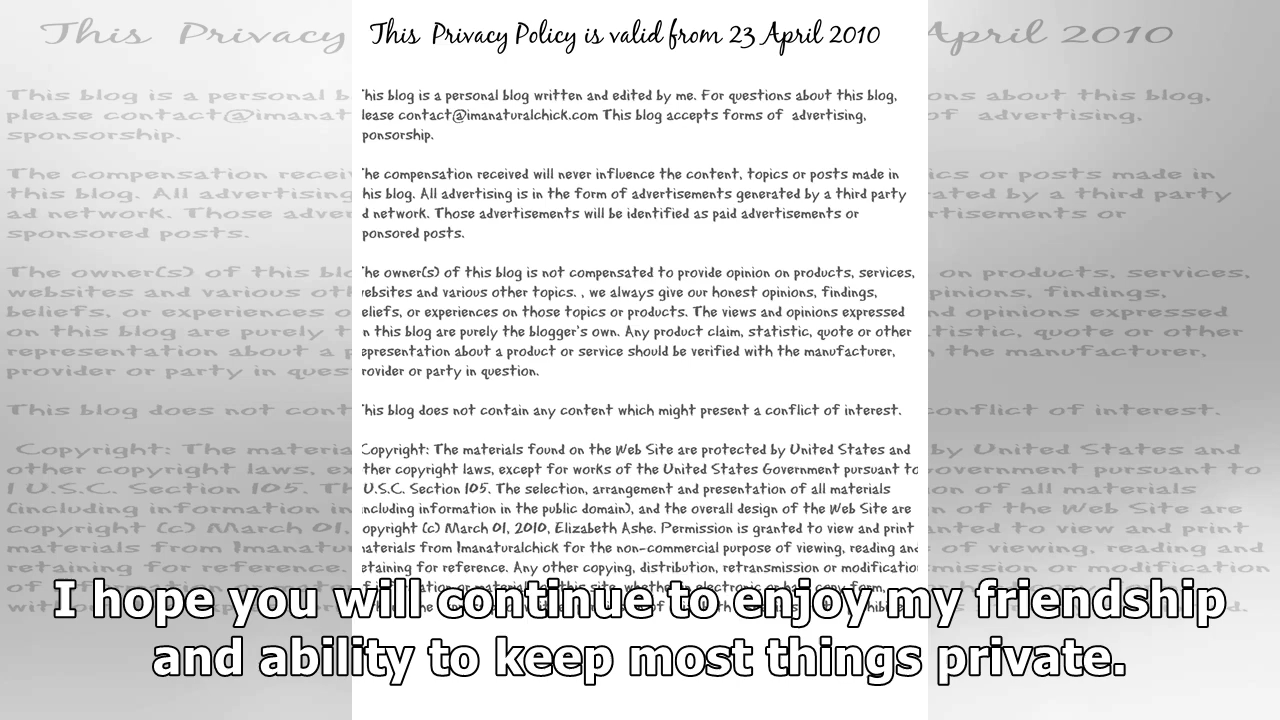 This Privacy Policy is valid from 23 April 2010
his blog is a personal blog written and edited by me. For questions about this blog,
lease contact@imanaturalchick.com This blog accepts forms of advertising,
ponsorship.
he compensation received will never influence the content, topics or posts made in
his blog. All advertising is in the form of advertisements generated by a third party
d network. Those advertisements will be identified as paid advertisements or
ponsored posts.
he owner(s) of this blog is not compensated to provide opinion on products, services,
ebsites and various other topics. , we always give our honest opinions, findings,
eliefs, or experiences on those topics or products. The views and opinions expressed
n this blog are purely the blogger's own. Any product claim, statistic, quote or other
epresentation about a product or service should be verified with the manufacturer,
rovider or party in question.
his blog does not contain any content which might present a conflict of interest.
Copyright: The materials found on the Web Site are protected by United States and
ther copyright laws, except for works of the United States Government pursuant to
U.S.C. Section 105. The selection, arrangement and presentation of all materials
ncluding information in the public domain), and the overall design of the Web Site are
opyright (c) March 01, 2010, Elizabeth Ashe. Permission is granted to view and print
aterials from Imanaturalchick for the non-commercial purpose of viewing, reading and
etaining for reference. Any other copying, distribution, retransmission or modificatio
I hope you will continue to enjoy my friendship
and ability to keep most things private.